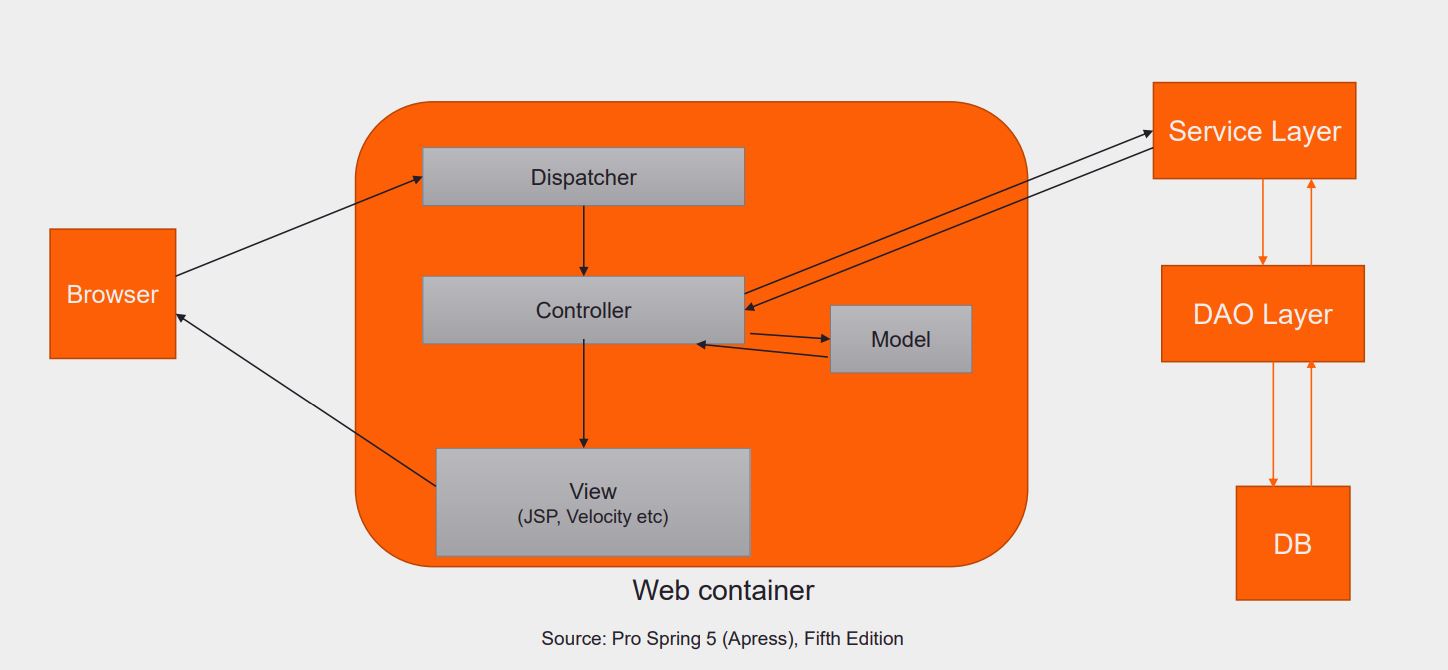 Service Layer
Dispatcher
Browser
Controller
DAO Layer
Model
View
(JSP, Velocity etc)
DB
Web container
Source: Pro Spring 5 (Apress), Fifth Edition